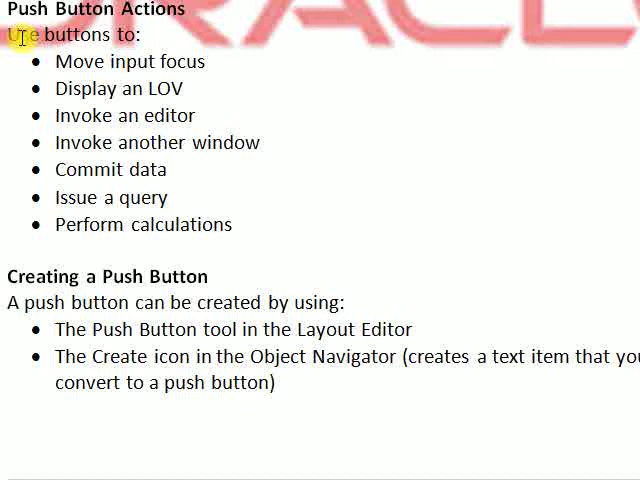 ORACLE
Push Button Actions
Use buttons to:
• Move input focus
• Display an LOV
• Invoke an editor
• Invoke another window
• Commit data
• Issue a query
• Perform calculations
Creating a Push Button
A push button can be created by using:
• The Push Button tool in the Layout Editor
• The Create icon in the Object Navigator (creates a text item that you
convert to a push button)